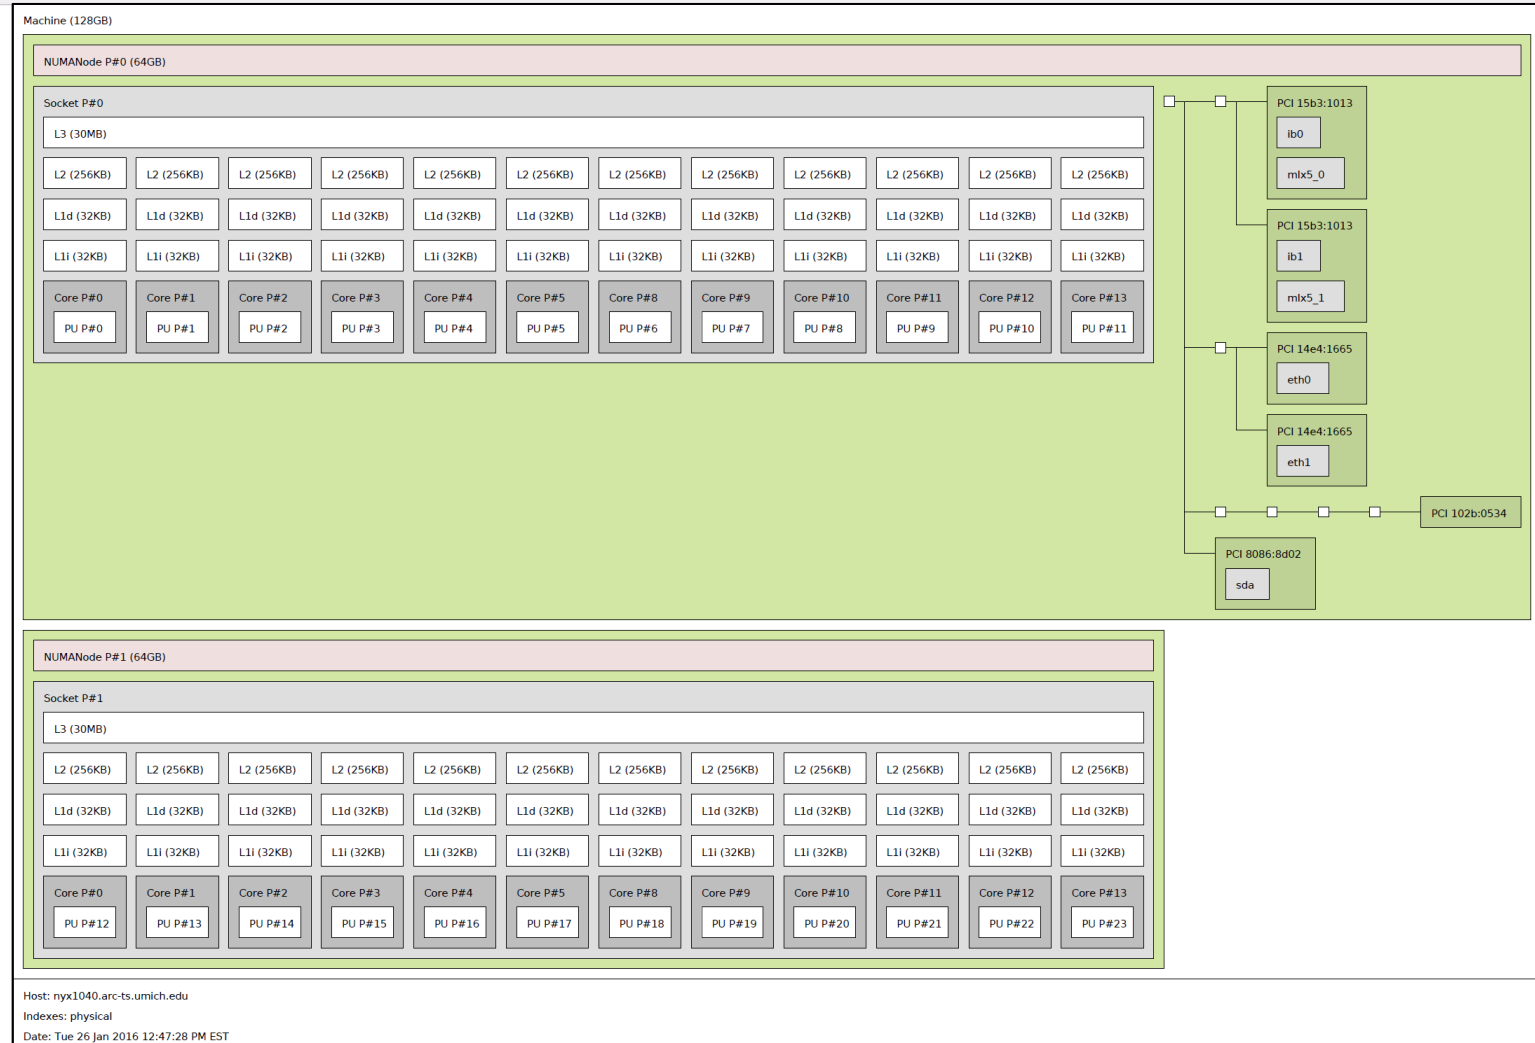 Machine (128GB)
NUMANode P#0 (64GB)
Socket P#0
L3 (30MB)
L2 (256KB) L2 (256KB) L2 (256KB) L2 (256KB) L2 (256KB) L2 (256KB) L2 (256KB) L2 (256KB) L2 (256KB) L2 (256KB) L2 (256KB) L2 (256KB)
L1d (32KB) L1d (32KB) L1d (32KB) L1d (32KB) L1d (32KB) L1d (32KB) L1d (32KB) L1d (32KB) L1d (32KB) L1d (32KB) L1d (32KB) L1d (32KB)
L1i (32KB) L1i (32KB) L1i (32KB) L1i (32KB) L1i (32KB) L1i (32KB) L1i (32KB) L1i (32KB) L1i (32KB) L1i (32KB) L1i (32KB) L1i (32KB)
Core P#0 Core P#1 Core P#2 Core P#3 Core P#4 Core P#5 Core P#8 Core P#9 Core P#10 Core P#11 Core P#12 Core P#13
PU P#0 PU P#1 PU P#2 PU P#3 PU P#4 PU P#5 PU P#6 PU P#7 PU P#8 PU P#9 PU P#10 PU P#11
PCI 15b3:1013
ib0
mlx5_0
PCI 15b3:1013
ib1
mlx5_1
PCI 14e4:1665
eth0
PCI 14e4:1665
eth1
PCI 102b:0534
PCI 8086:8d02
sda
NUMANode P#1 (64GB)
Socket P#1
L3 (30MB)
L2 (256KB) L2 (256KB) L2 (256KB) L2 (256KB) L2 (256KB) L2 (256KB) L2 (256KB) L2 (256KB) L2 (256KB) L2 (256KB) L2 (256KB) L2 (256KB)
L1d (32KB) L1d (32KB) L1d (32KB) L1d (32KB) L1d (32KB) L1d (32KB) L1d (32KB) L1d (32KB) L1d (32KB) L1d (32KB) L1d (32KB) L1d (32KB)
L1i (32KB) L1i (32KB) L1i (32KB) L1i (32KB) L1i (32KB) L1i (32KB) L1i (32KB) L1i (32KB) L1i (32KB) L1i (32KB) L1i (32KB) L1i (32KB)
Core P#0 Core P#1 Core P#2 Core P#3 Core P#4 Core P#5 Core P#8 Core P#9 Core P#10 Core P#11 Core P#12 Core P#13
PU P#12 PU P#13 PU P#14 PU P#15 PU P#16 PU P#17 PU P#18 PU P#19 PU P#20 PU P#21 PU P#22 PU P#23
Host: nyx1040.arc-ts.umich.edu
Indexes: physical
Date: Tue 26 Jan 2016 12:47:28 PM EST